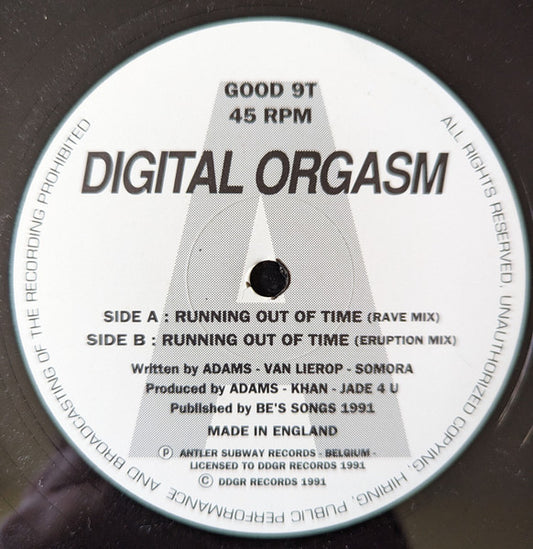 GOOD 9T
45 RPM
DIGITAL ORGASM
A
SIDE A : RUNNING OUT OF TIME (RAVE MIX)
SIDE B : RUNNING OUT OF TIME (ERUPTION MIX)
Written by ADAMS - VAN LIEROP - SOMORA
Produced by ADAMS - KHAN - JADE 4 U
Published by BE'S SONGS 1991
MADE IN ENGLAND
Ⓟ ANTLER SUBWAY RECORDS - BELGIUM -
LICENSED TO DDGR RECORDS 1991
© DDGR RECORDS 1991
ALL RIGHTS RESERVED, UNAUTHORIZED COPYING, HIRING, PUBLIC PERFORMANCE AND BROADCASTING OF THE RECORDING PROHIBITED